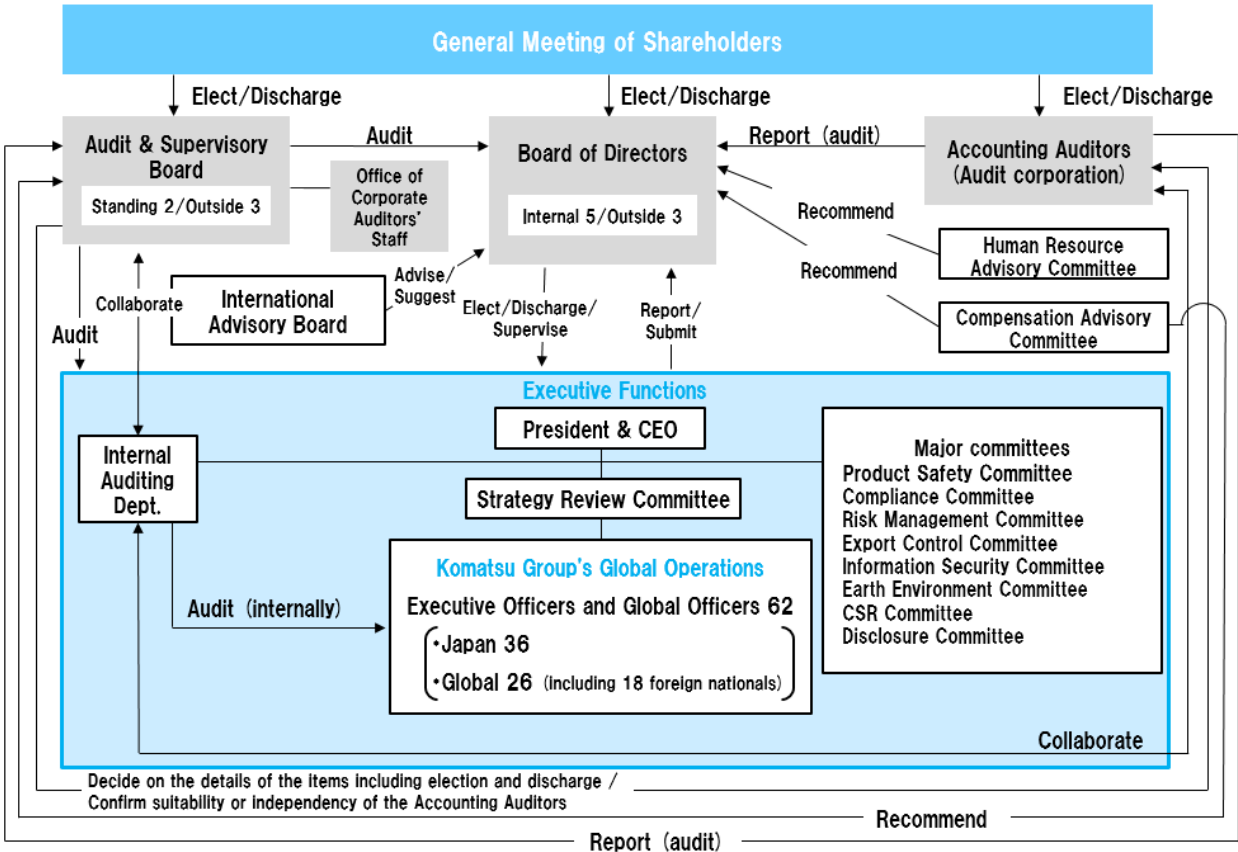 General Meeting of Shareholders
Elect/Discharge
Elect/Discharge
Elect/Discharge
Audit & Supervisory
Board
Standing 2/Outside 3
Audit
Office of
Corporate
Auditors'
Staff
Board of Directors
Internal 5/Outside 3
Report (audit)
Accounting Auditors
(Audit corporation)
Recommend
Human Resource
Advisory Committee
Recommend
Compensation Advisory
Committee
Collaborate
Audit
International
Advisory Board
Advise/
Suggest
Elect/Discharge/
Supervise
Report/
Submit
Executive Functions
President & CEO
Internal
Auditing
Dept.
Strategy Review Committee
Major committees
Product Safety Committee
Compliance Committee
Risk Management Committee
Export Control Committee
Information Security Committee
Earth Environment Committee
CSR Committee
Disclosure Committee
Audit (internally)
Komatsu Group's Global Operations
Executive Officers and Global Officers 62
・Japan 36
・Global 26 (including 18 foreign nationals)
Collaborate
Decide on the details of the items including election and discharge /
Confirm suitability or independency of the Accounting Auditors
Recommend
Report (audit)